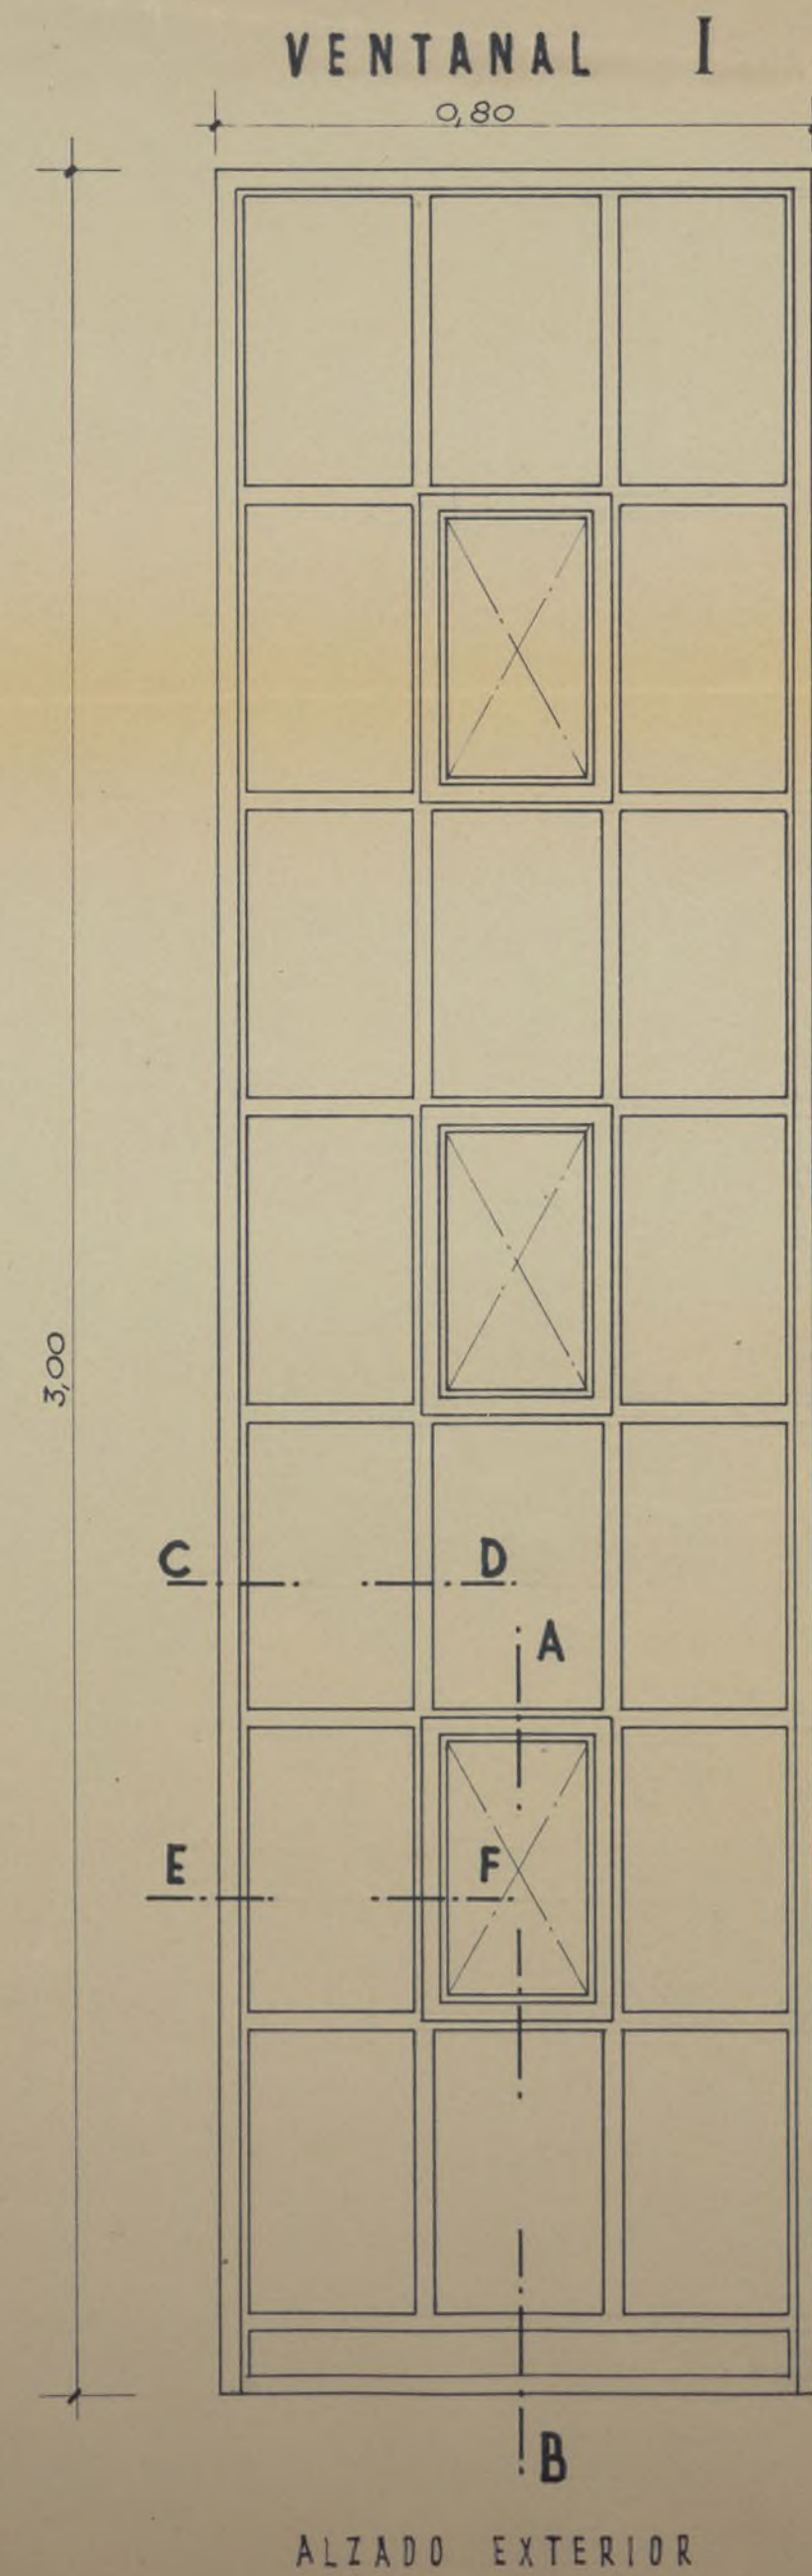 VENTANAL I
0,80
3,00
C D
A
E F
B
ALZADO EXTERIOR